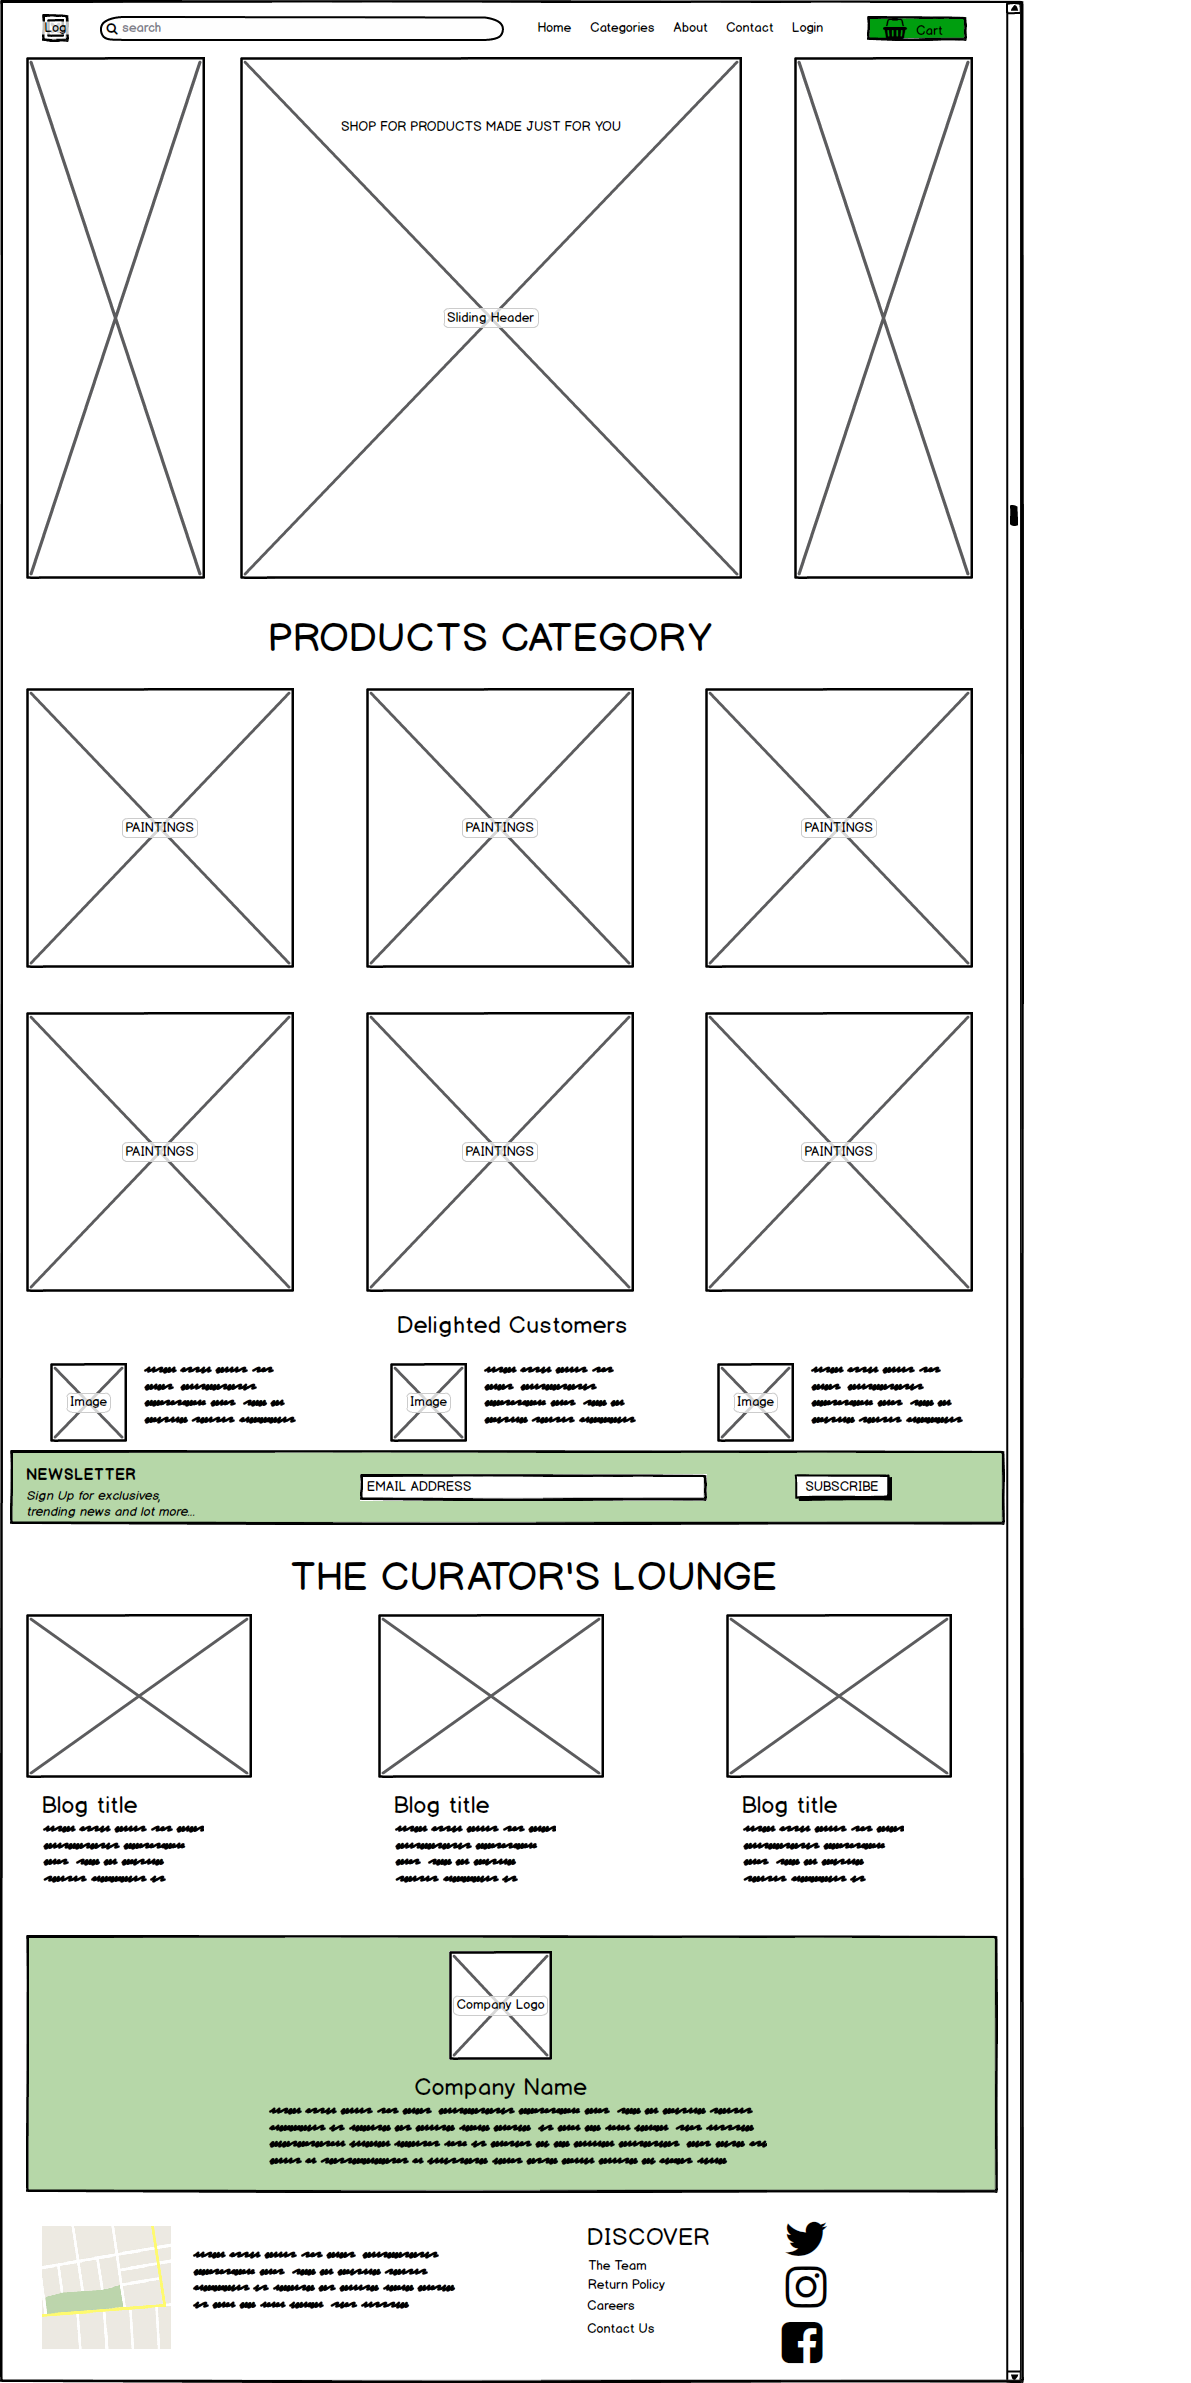 Log
search
Home Categories About Contact Login
Cart
SHOP FOR PRODUCTS MADE JUST FOR YOU
Sliding Header
PRODUCTS CATEGORY
PAINTINGS PAINTINGS PAINTINGS
PAINTINGS PAINTINGS PAINTINGS
Delighted Customers
Image Image Image
NEWSLETTER
Sign Up for exclusives,
trending news and lot more...
EMAIL ADDRESS
SUBSCRIBE
THE CURATOR'S LOUNGE
Blog title Blog title Blog title
Company Logo
Company Name
DISCOVER
The Team
Return Policy
Careers
Contact Us